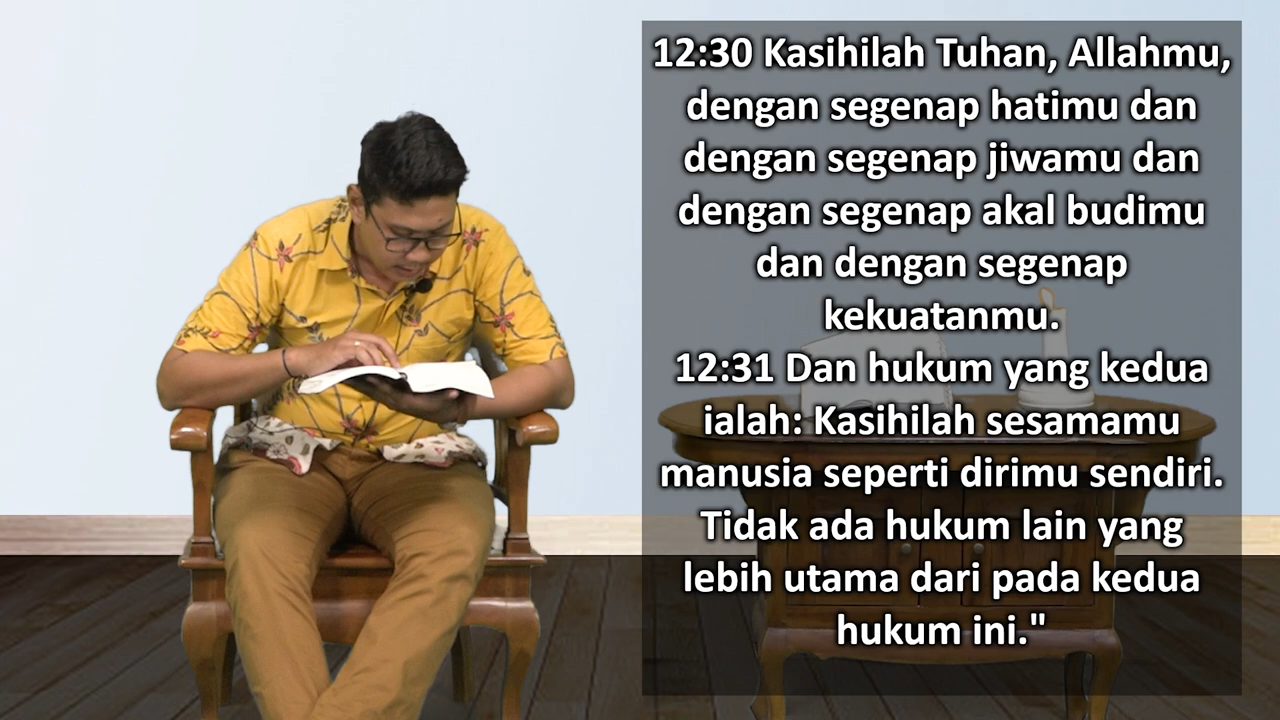 12:30 Kasihilah Tuhan, Allahmu,
dengan segenap hatimu dan
dengan segenap jiwamu dan
dengan segenap akal budimu
dan dengan segenap
kekuatanmu.
12:31 Dan hukum yang kedua
ialah: Kasihilah sesamamu
manusia seperti dirimu sendiri.
Tidak ada hukum lain yang
lebih utama dari pada kedua
hukum ini."